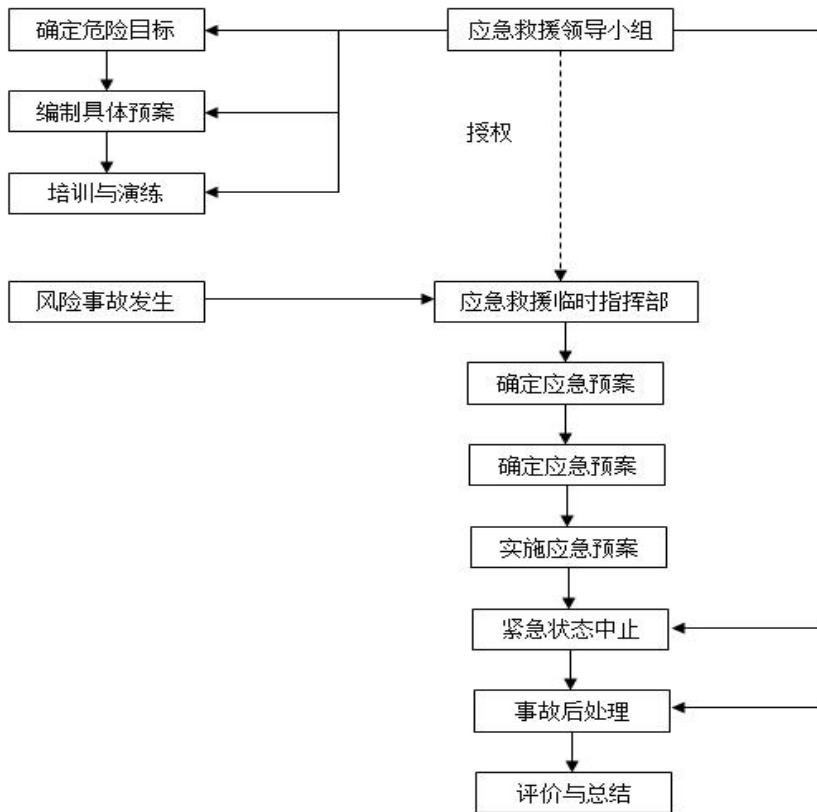 确定危险目标
应急救援领导小组
编制具体预案
授权
培训与演练
风险事故发生
应急救援临时指挥部
确定应急预案
确定应急预案
实施应急预案
紧急状态中止
事故后处理
评价与总结